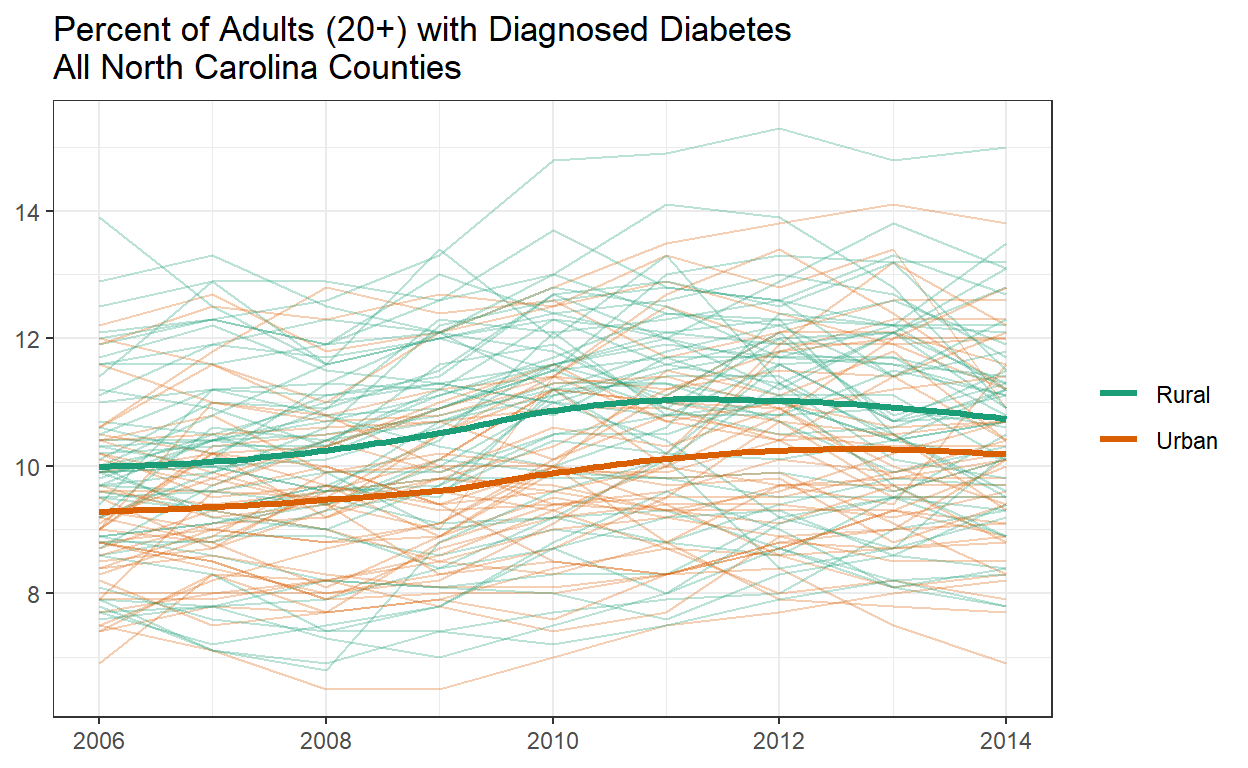 Percent of Adults (20+) with Diagnosed Diabetes
All North Carolina Counties
14
12
10
8
2006
2008
2010
2012
2014
Rural
Urban